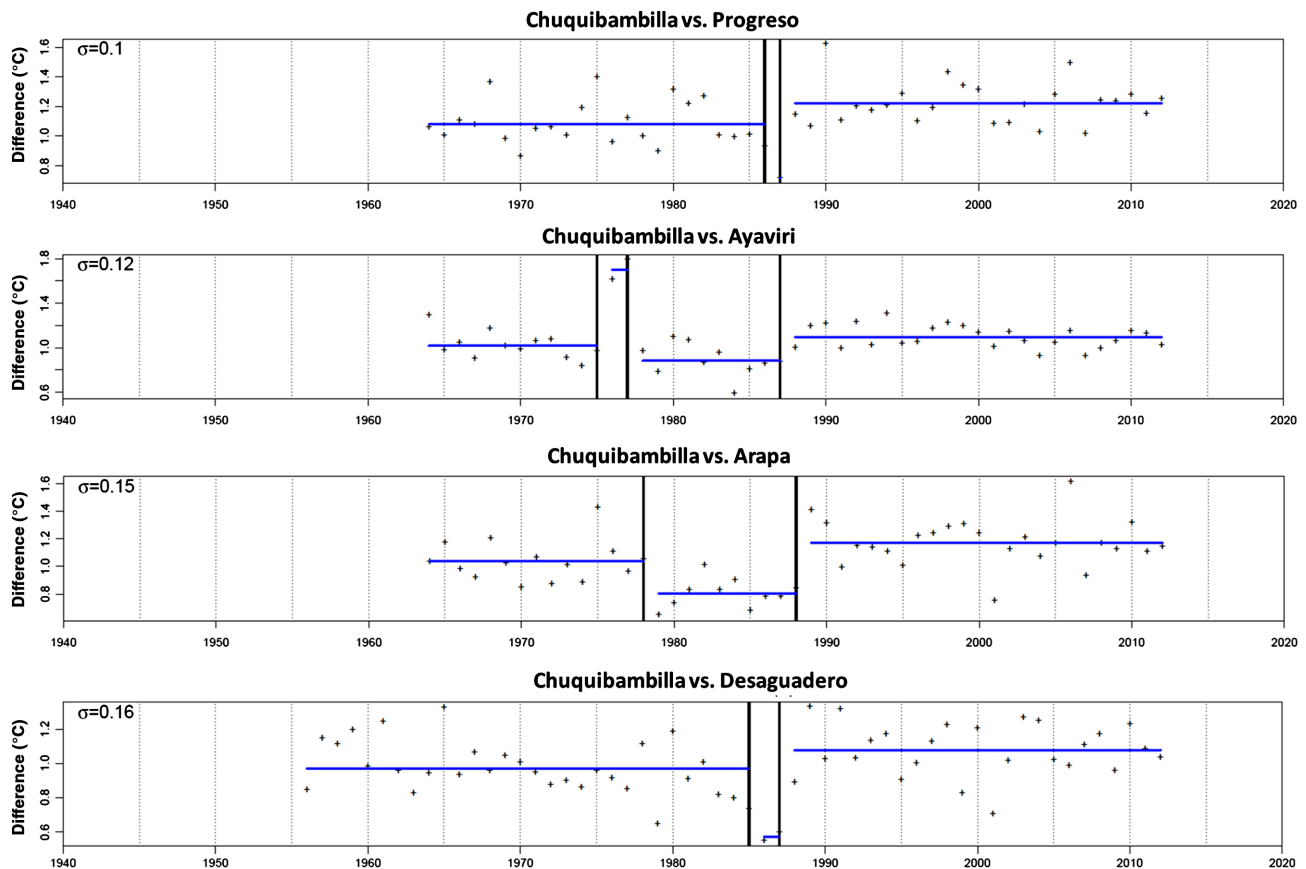 Chuquibambilla vs. Progreso
σ=0.1
Difference (°C)
1.6
1.4
1.2
1.0
0.8
1940 1950 1960 1970 1980 1990 2000 2010 2020
Chuquibambilla vs. Ayaviri
σ=0.12
Difference (°C)
1.8
1.4
1.0
0.6
1940 1950 1960 1970 1980 1990 2000 2010 2020
Chuquibambilla vs. Arapa
σ=0.15
Difference (°C)
1.6
1.4
1.2
1.0
0.8
1940 1950 1960 1970 1980 1990 2000 2010 2020
Chuquibambilla vs. Desaguadero
σ=0.16
Difference (°C)
1.2
1.0
0.8
0.6
1940 1950 1960 1970 1980 1990 2000 2010 2020